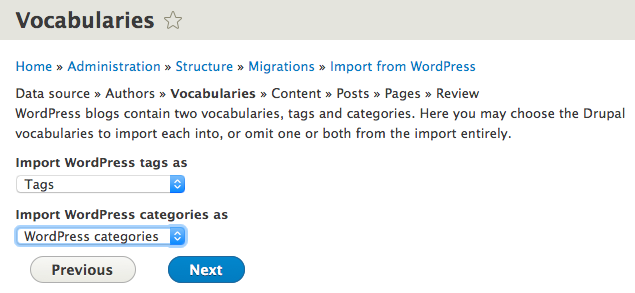 Vocabularies
Home » Administration » Structure » Migrations » Import from WordPress
Data source » Authors » Vocabularies » Content » Posts » Pages » Review
WordPress blogs contain two vocabularies, tags and categories. Here you may choose the Drupal
vocabularies to import each into, or omit one or both from the import entirely.
Import WordPress tags as
Tags
Import WordPress categories as
WordPress categories
Previous Next